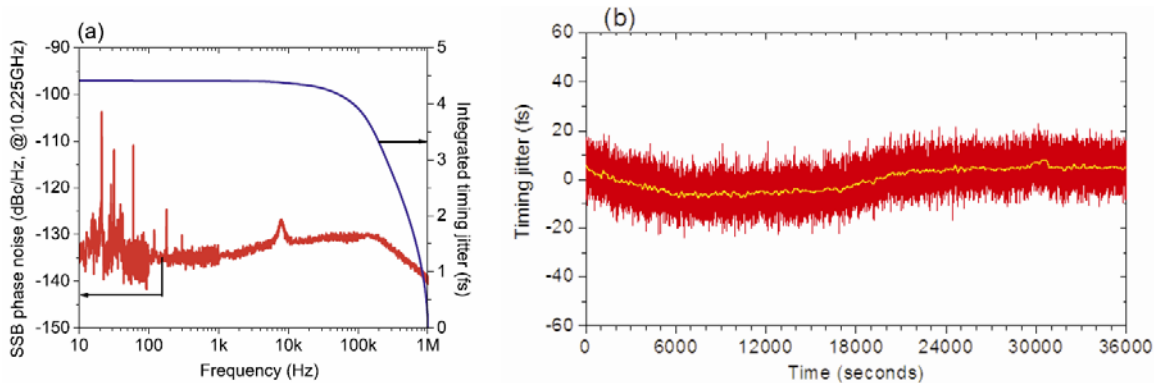 (a)
SSB phase noise (dBc/Hz, @10.225GHz)
-90
-100
-110
-120
-130
-140
-150
10 100 1k 10k 100k 1M
Frequency (Hz)
5
4
3
2
1
0
Integrated timing jitter (fs)
(b)
Timing jitter (fs)
60
40
20
0
-20
-40
-60
0 6000 12000 18000 24000 30000 36000
Time (seconds)